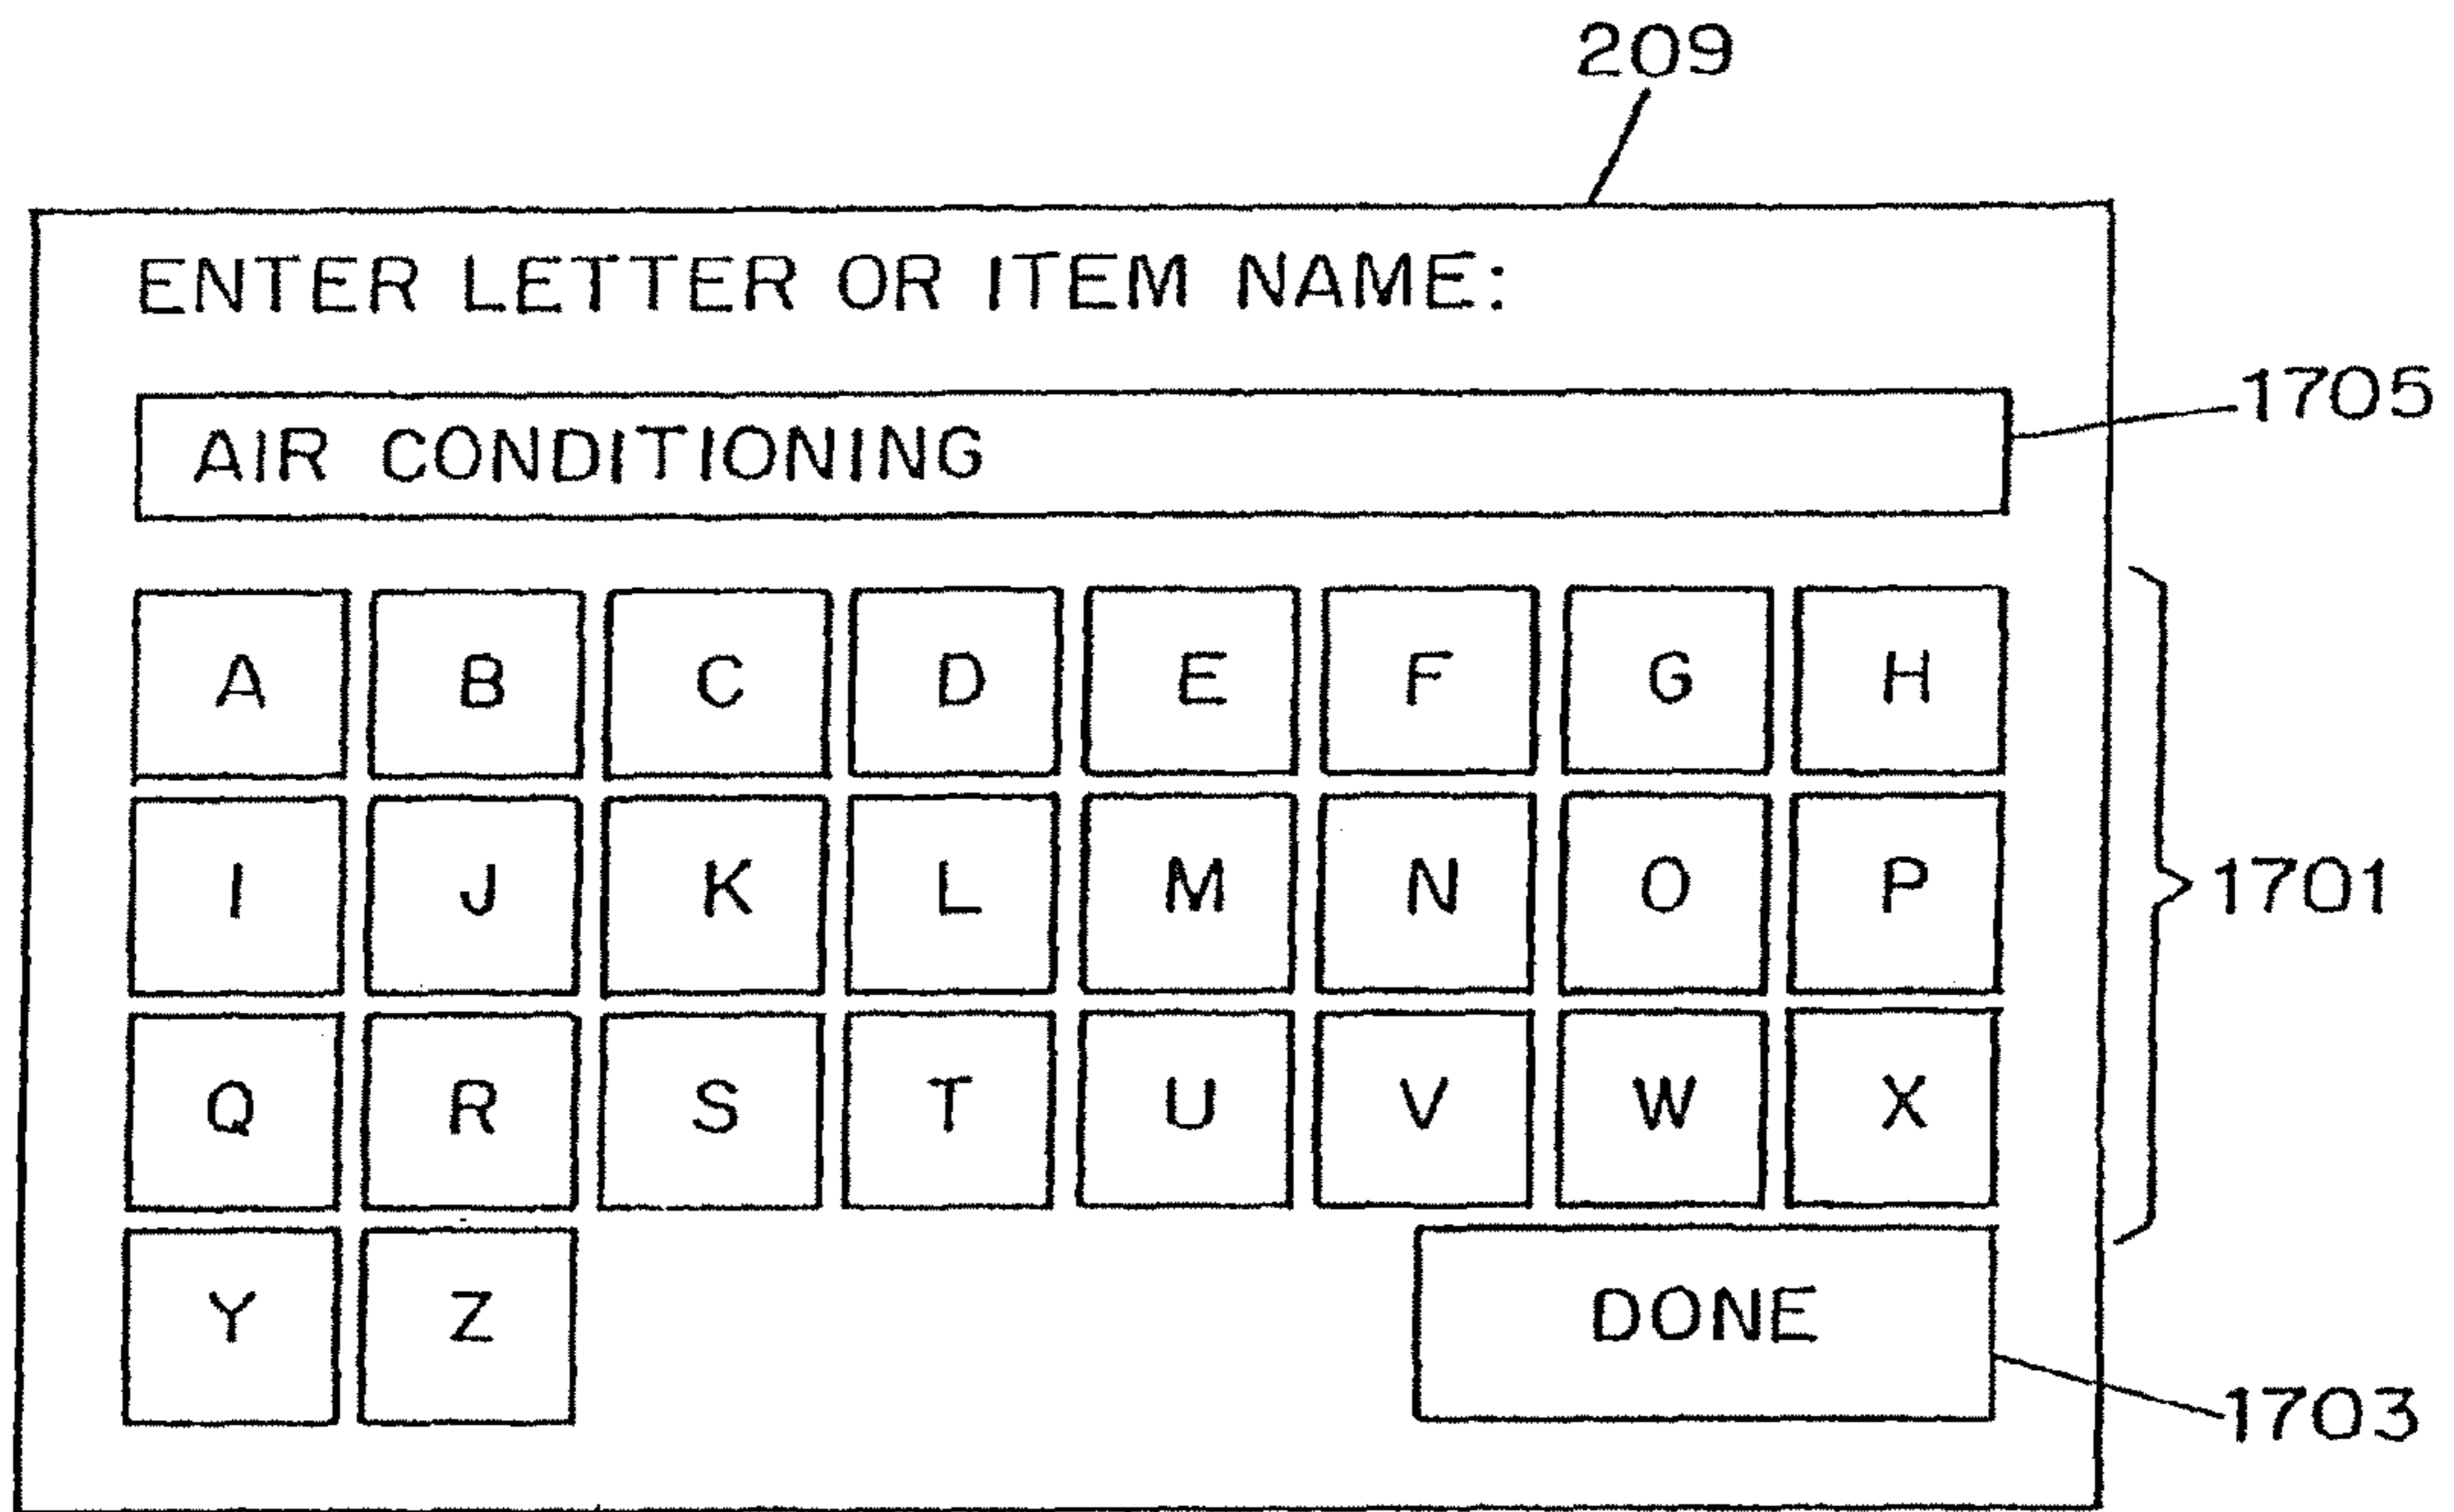 209
ENTER LETTER OR ITEM NAME:
1705
AIR CONDITIONING
A B C D E F G H
I J K L M N O P
1701
Q R S T U V W X
Y Z DONE
1703